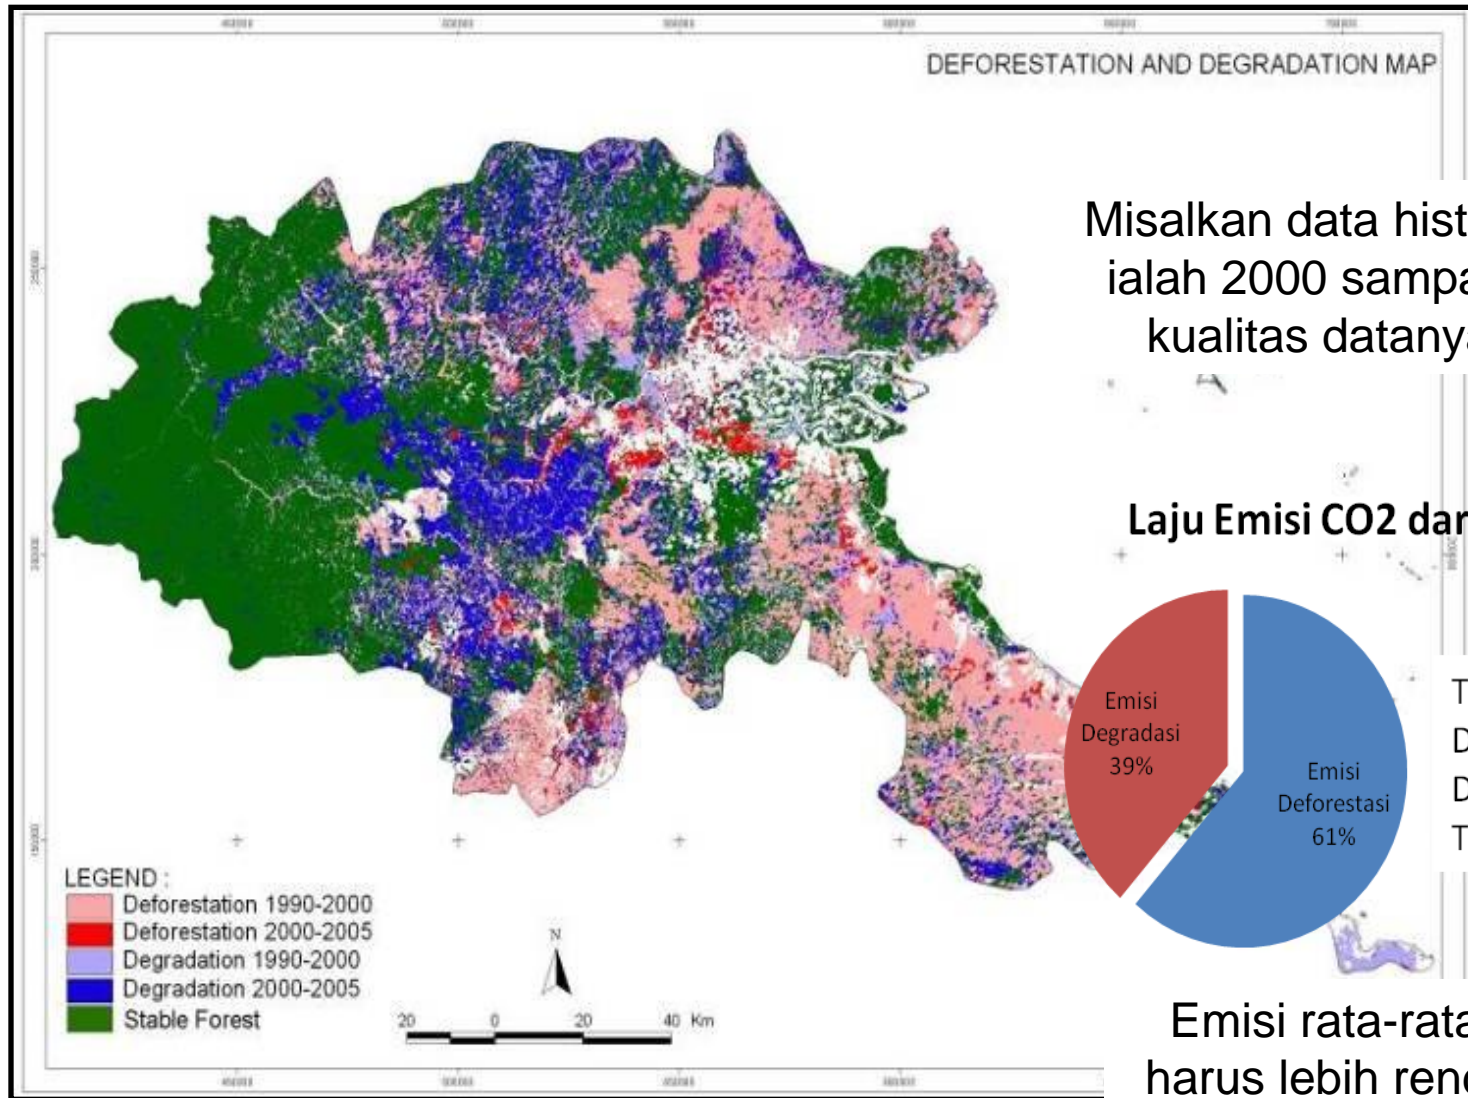 DEFORESTATION AND DEGRADATION MAP
Misalkan data hist
ialah 2000 sampa
kualitas datanya
Laju Emisi CO2 dar
Emisi
Degradasi
39%
Emisi
Deforestasi
61%
T
D
D
T
LEGEND :
Deforestation 1990-2000
Deforestation 2000-2005
Degradation 1990-2000
Degradation 2000-2005
Stable Forest
N
20 0 20 40 Km
Emisi rata-rata
harus lebih rend